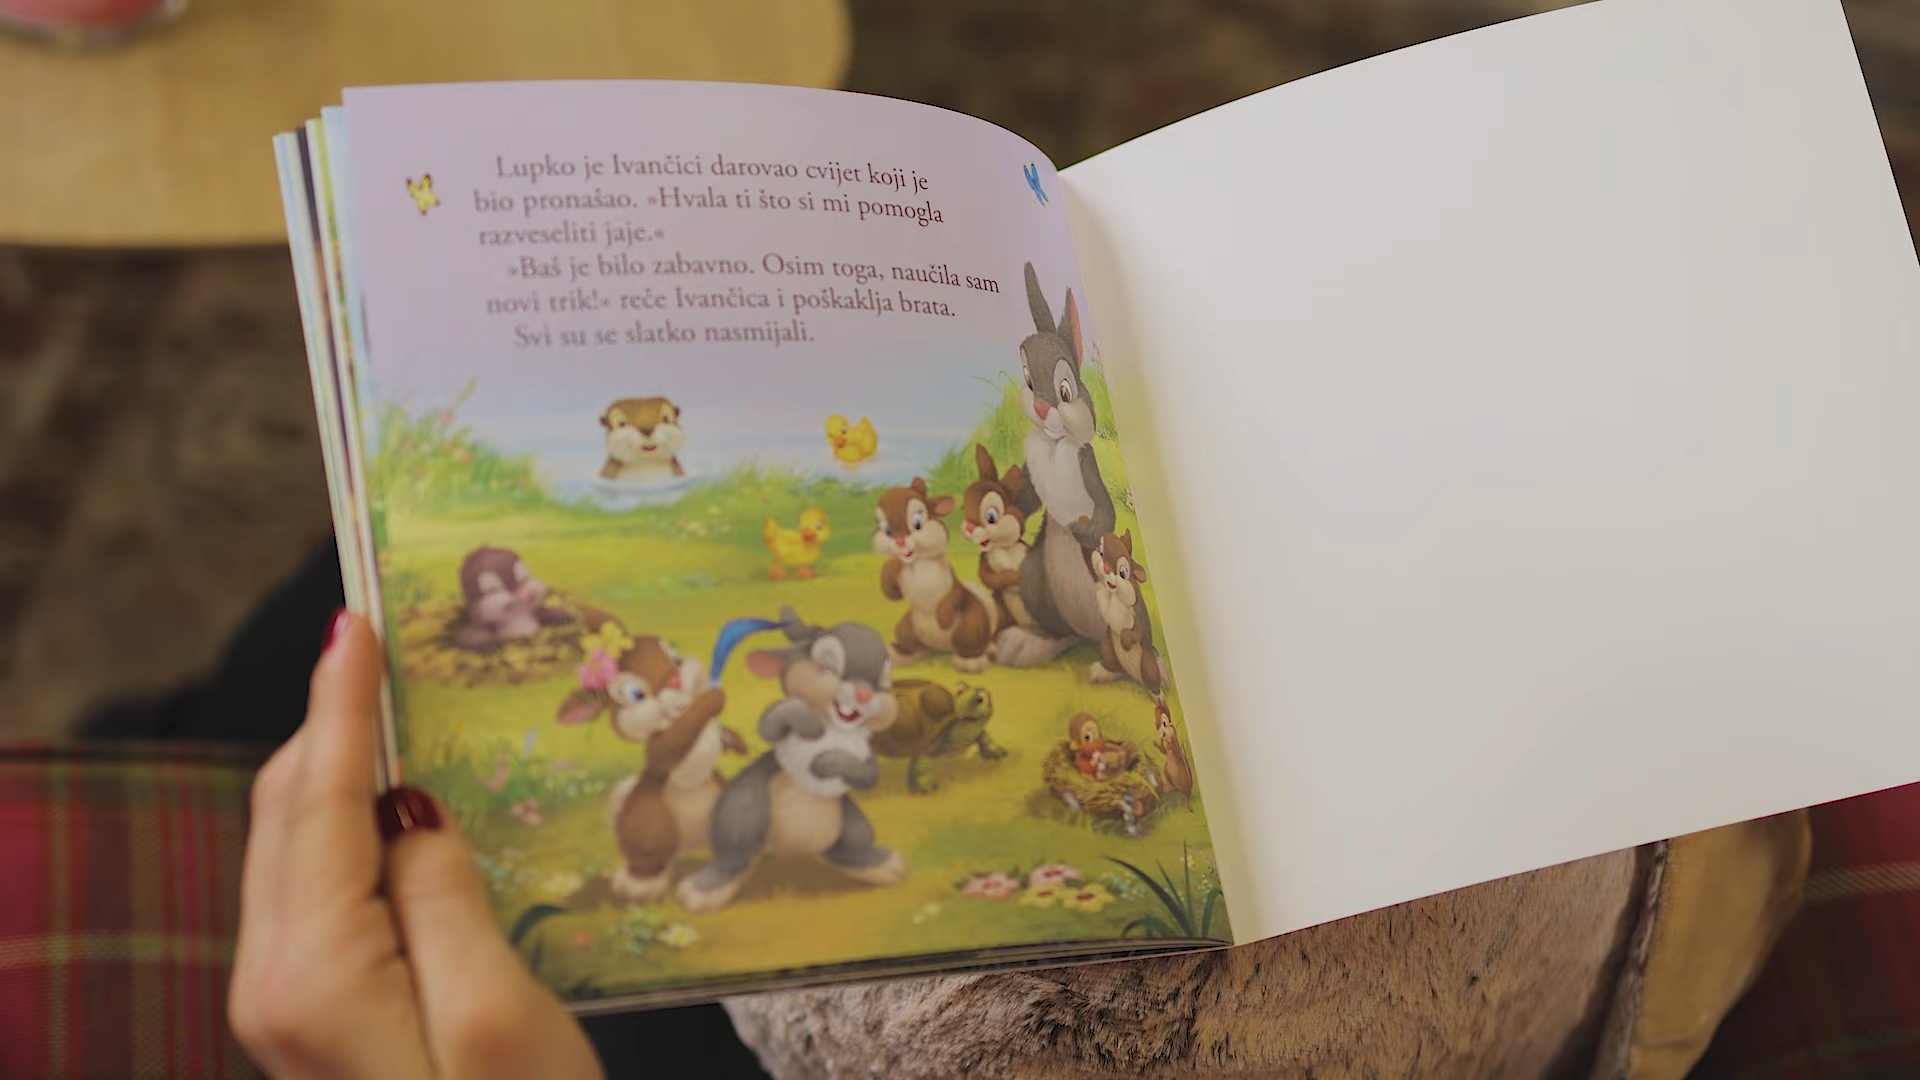 Lupko je Ivančici darovao cvijet koji je
bio pronašao. »Hvala ti što si mi pomogla
razveseliti jaje.«
»Baš je bilo zabavno. Osim toga, naučila sam
novi trik!« reče Ivančica i poškaklja brata.
Svi su se slatko nasmijali.